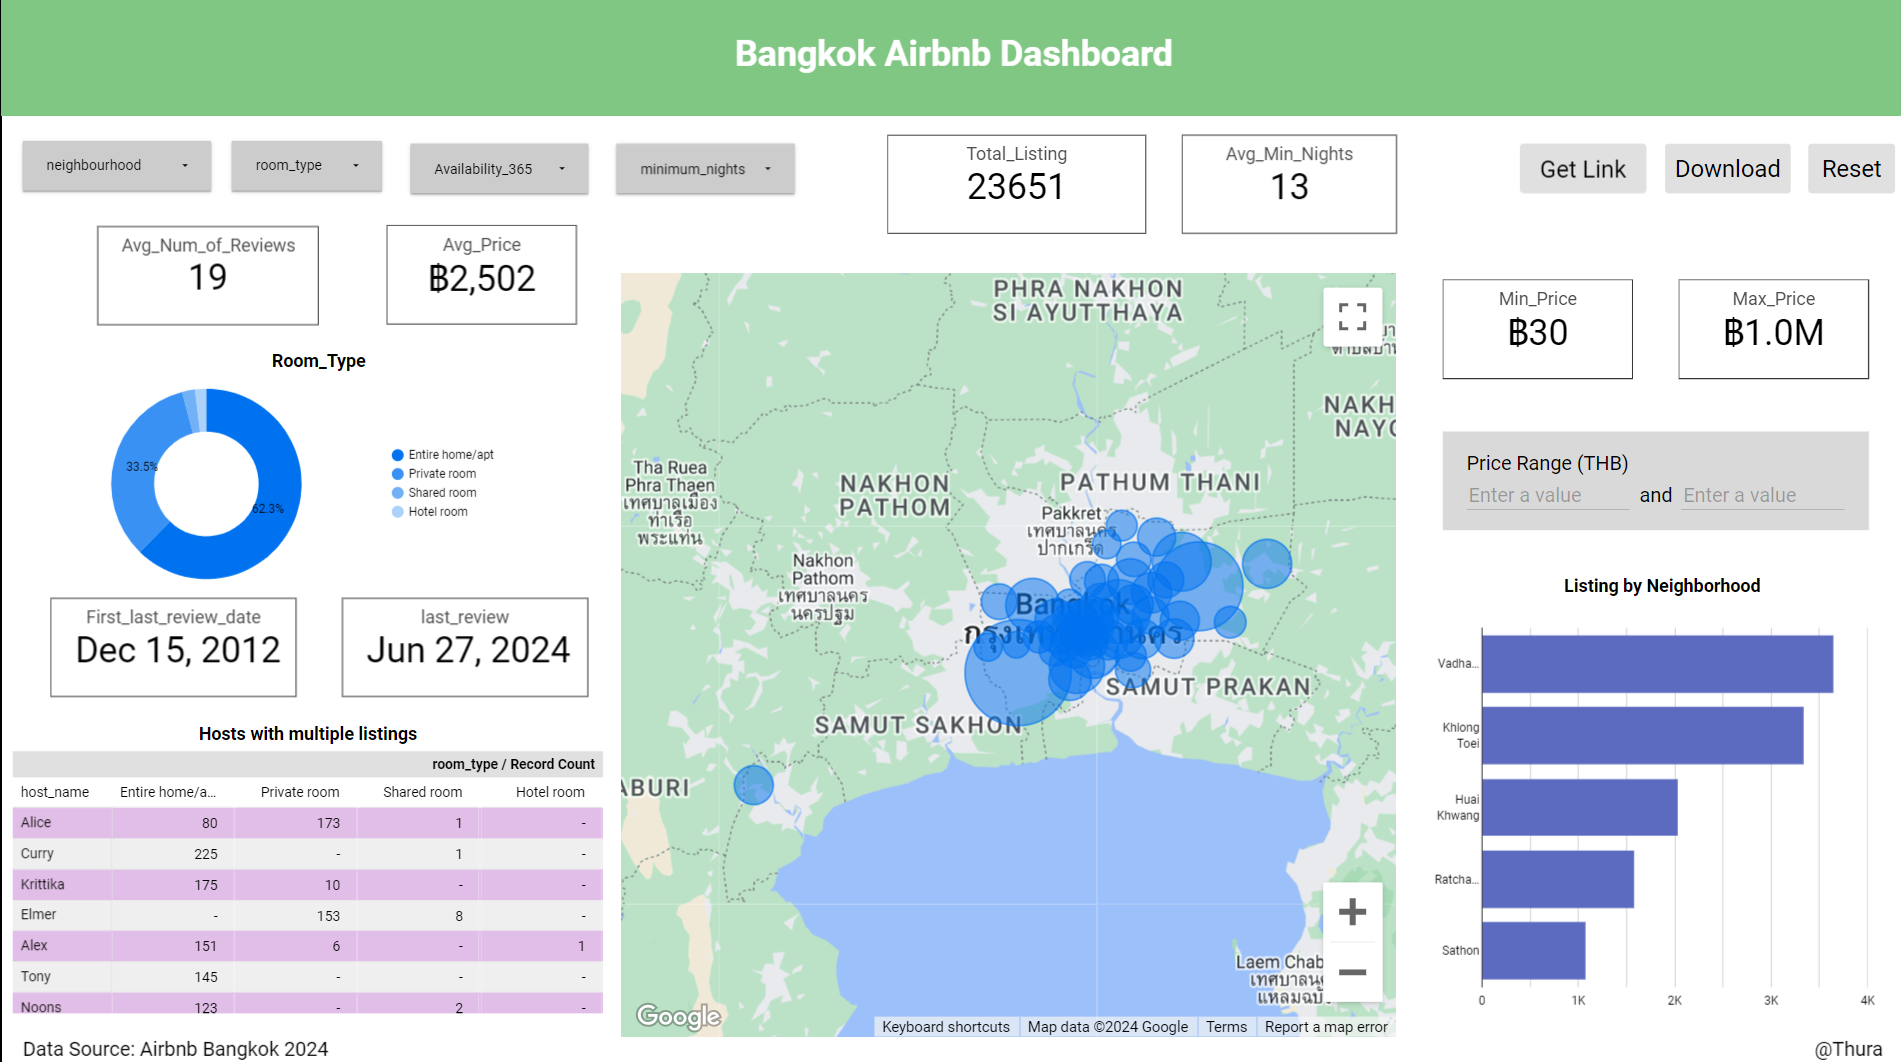 Bangkok Airbnb Dashboard
neighbourhood
room_type
Availability_365
minimum_nights
Total_Listing
23651
Avg_Min_Nights
13
Get Link
Download
Reset
Avg_Num_of_Reviews
19
Avg_Price
฿2,502
Min_Price
฿30
Max_Price
฿1.0M
Room_Type
33.5%
62.3%
Entire home/apt
Private room
Shared room
Hotel room
Price Range (THB)
Enter a value and Enter a value
First_last_review_date
Dec 15, 2012
last_review
Jun 27, 2024
PHRA NAKHON
SI AYUTTHAYA
NAKH
NAYO
Tha Ruea
Phra Thaen
เทศบาลเมือง
ท่าเรือ
พระแท่น
NAKHON
PATHOM
PATHUM THANI
Pakkret
เทศบาลนคร
ปากเกร็ด
Nakhon
Pathom
เทศบาลนคร
นครปฐม
Bangkok
SAMUT PRAKAN
SAMUT SAKHON
ABURI
Laem Chab
เทศบาลนค
แหลมฉบั
Google
Keyboard shortcuts
Map data ©2024 Google
Terms
Report a map error
Listing by Neighborhood
Vadha...
Khlong
Toei
Huai
Khwang
Ratcha...
Sathon
0 1K 2K 3K 4K
Hosts with multiple listings
room_type / Record Count
host_name Entire home/a... Private room Shared room Hotel room
Alice 80 173 1 -
Curry 225 - 1 -
Krittika 175 10 - -
Elmer - 153 8 -
Alex 151 6 - 1
Tony 145 - - -
Noons 123 - 2 -
Data Source: Airbnb Bangkok 2024
@Thura